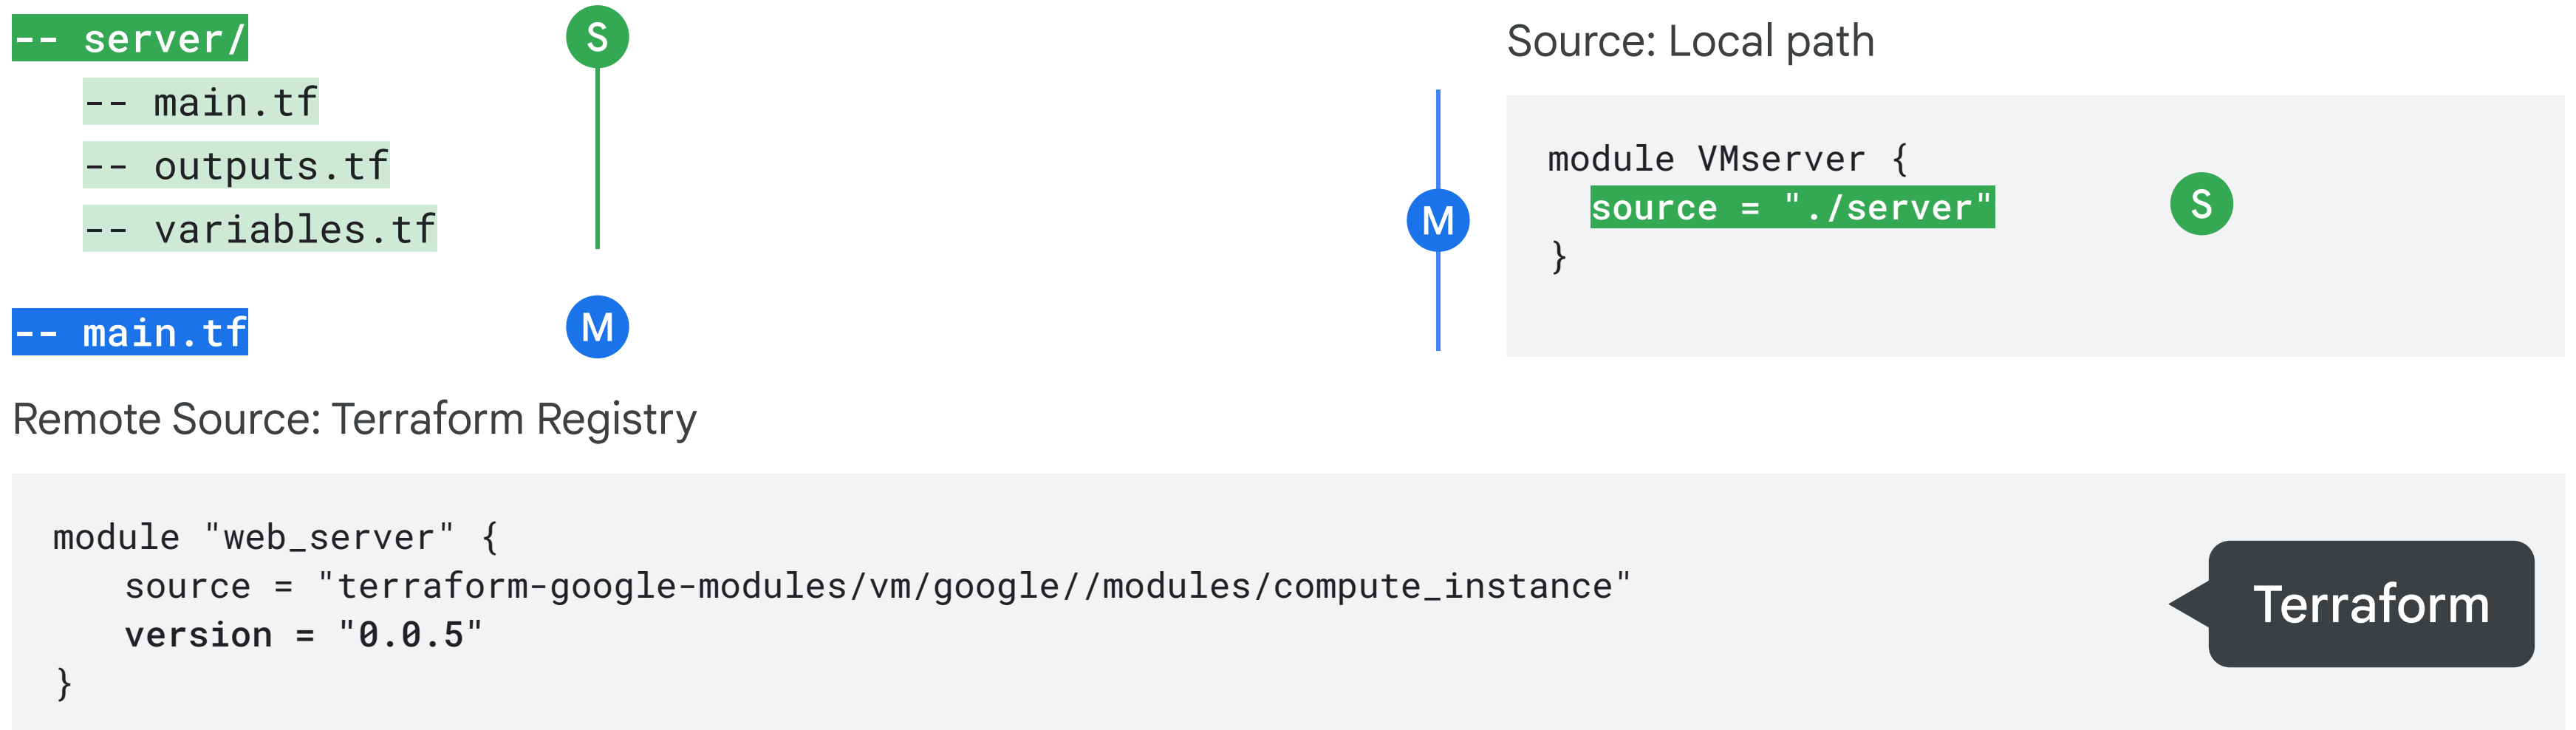 -- server/
S
-- main.tf
-- outputs.tf
-- variables.tf
-- main.tf
M
Source: Local path
M
module VMserver {
source = "./server"
S
}
Remote Source: Terraform Registry
module "web_server" {
source = "terraform-google-modules/vm/google//modules/compute_instance"
version = "0.0.5"
}
Terraform